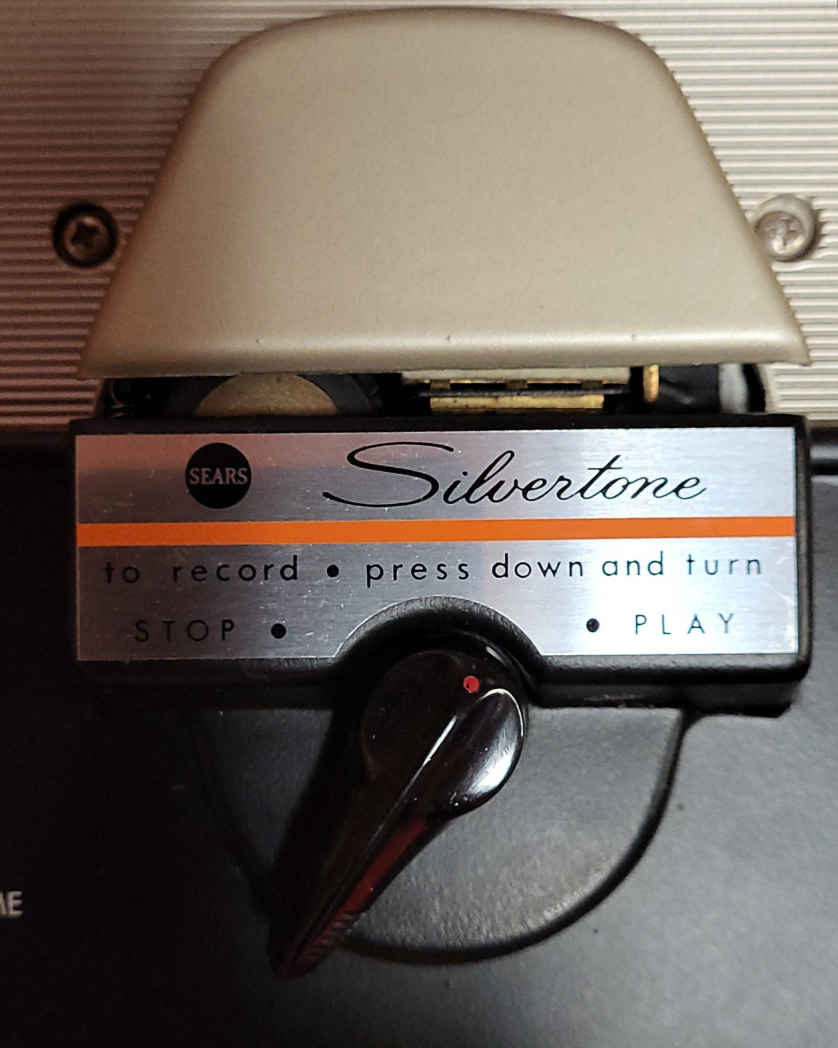 SEARS Silvertone
to record • press down and turn
STOP • • PLAY